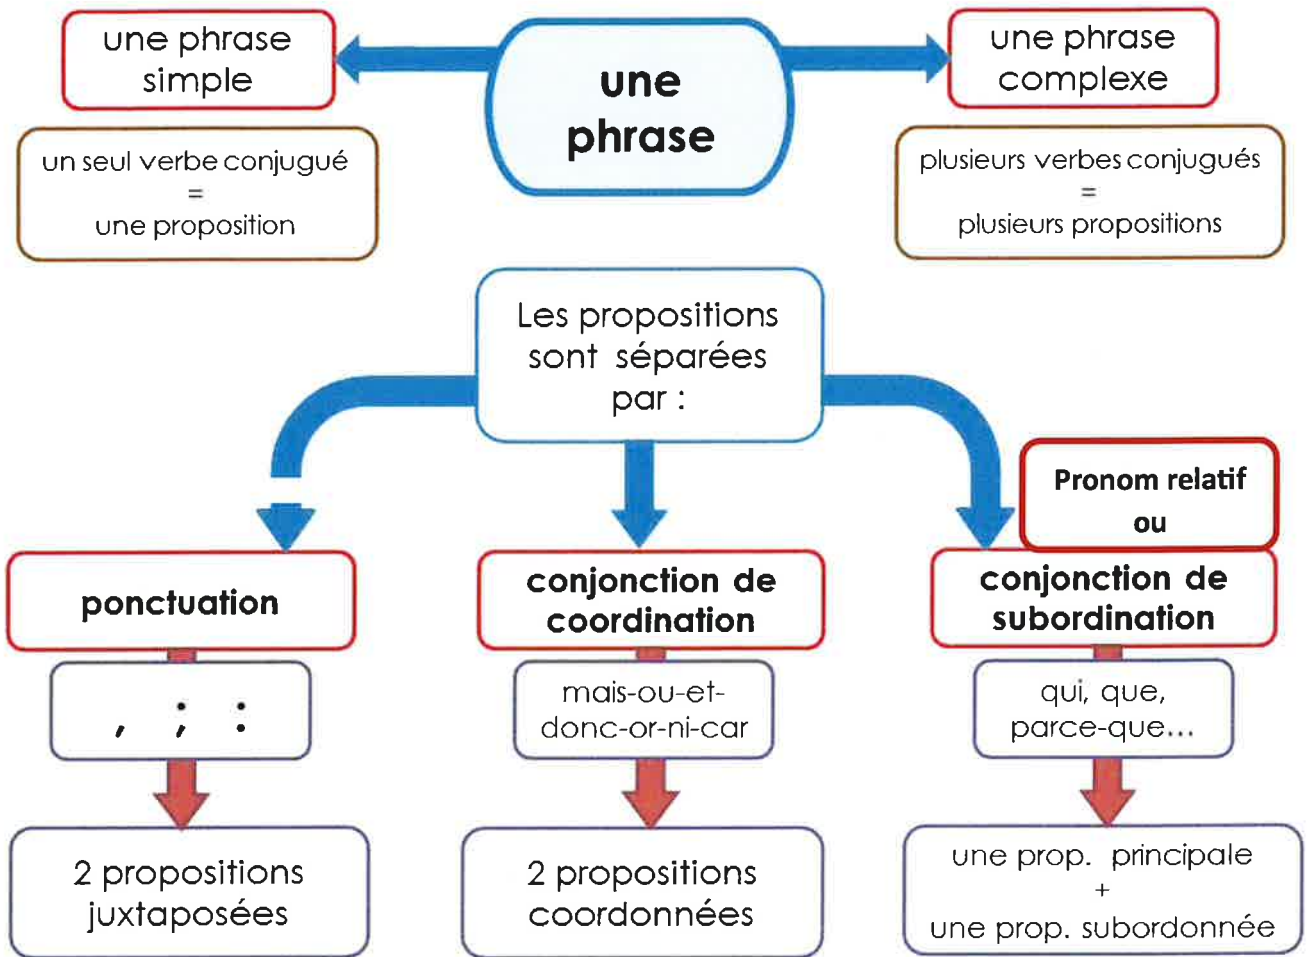 une phrase
simple
une
phrase
une phrase
complexe
un seul verbe conjugué
=
une proposition
plusieurs verbes conjugués
=
plusieurs propositions
Les propositions
sont séparées
par :
Pronom relatif
ou
ponctuation
conjonction de
coordination
conjonction de
subordination
, ; :
mais-ou-et-
donc-or-ni-car
qui, que,
parce-que...
2 propositions
juxtaposées
2 propositions
coordonnées
une prop. principale
+
une prop. subordonnée